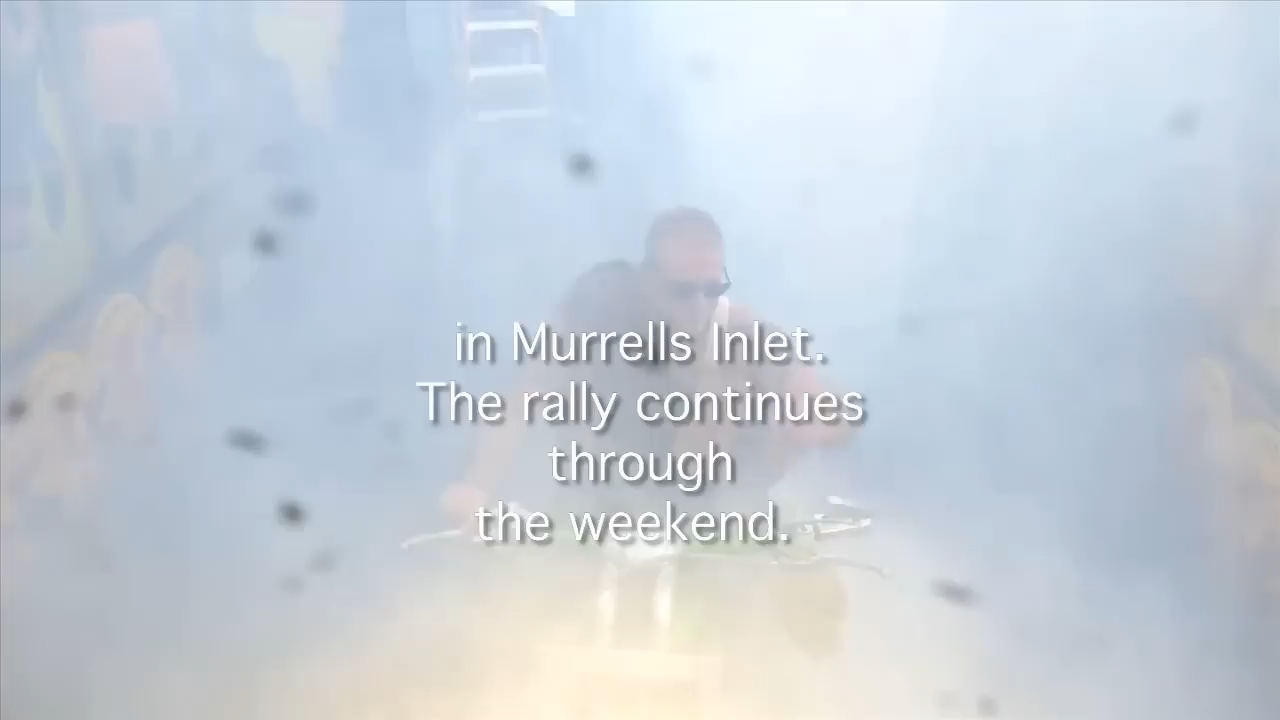 in Murrells Inlet.
The rally continues
through
the weekend.